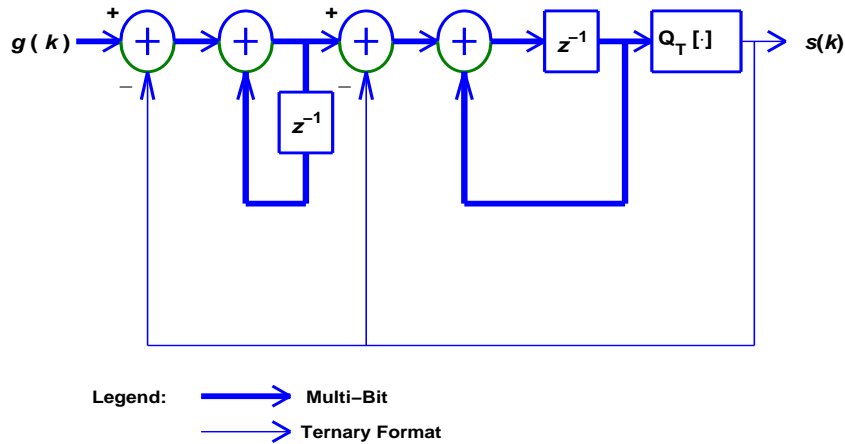 + + + + + +
g ( k ) z⁻¹ Q_T [·] s(k)
− −
z⁻¹
Legend: Multi−Bit
Ternary Format